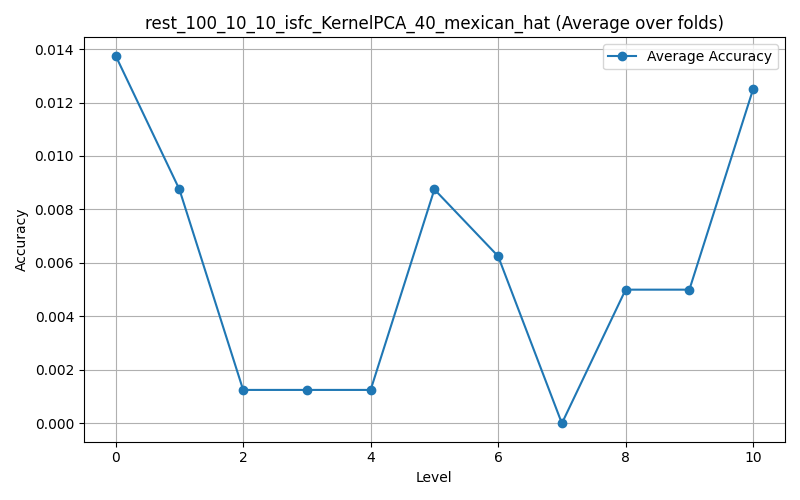 rest_100_10_10_isfc_KernelPCA_40_mexican_hat (Average over folds)
Average Accuracy
0.014
0.012
0.010
0.008
0.006
0.004
0.002
0.000
Accuracy
0 2 4 6 8 10
Level